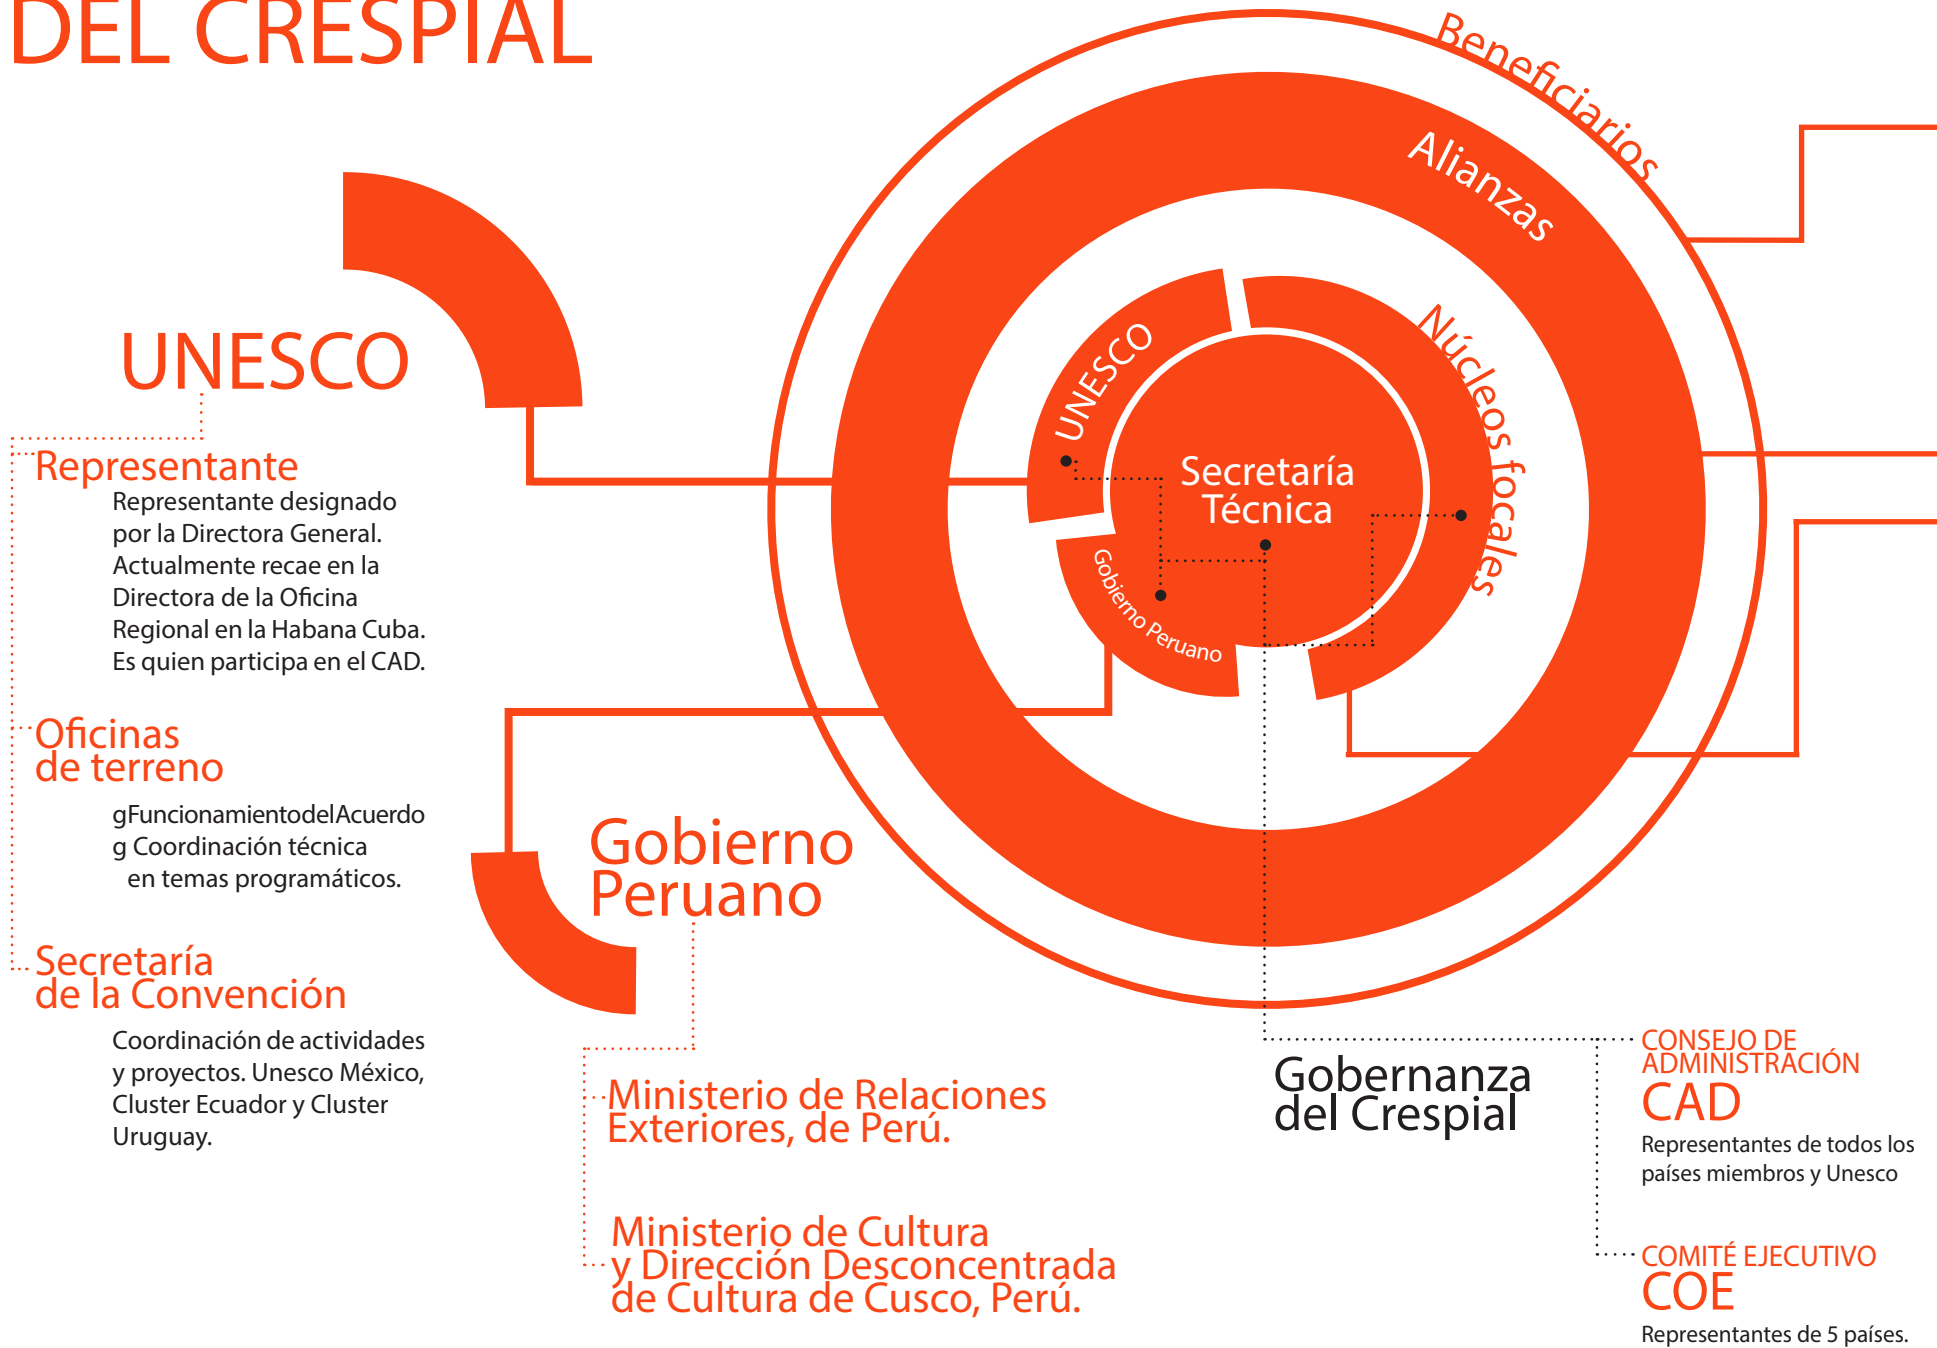 DEL CRESPIAL
Beneficiarios
Alianzas
UNESCO
Núcleos focales
Secretaría
Técnica
Gobierno Peruano
UNESCO
Representante
Representante designado
por la Directora General.
Actualmente recae en la
Directora de la Oficina
Regional en la Habana Cuba.
Es quien participa en el CAD.
Oficinas
de terreno
gFuncionamientodelAcuerdo
g Coordinación técnica
en temas programáticos.
Secretaría
de la Convención
Coordinación de actividades
y proyectos. Unesco México,
Cluster Ecuador y Cluster
Uruguay.
Gobierno
Peruano
Ministerio de Relaciones
Exteriores, de Perú.
Ministerio de Cultura
y Dirección Desconcentrada
de Cultura de Cusco, Perú.
Gobernanza
del Crespial
CONSEJO DE
ADMINISTRACIÓN
CAD
Representantes de todos los
países miembros y Unesco
COMITÉ EJECUTIVO
COE
Representantes de 5 países.